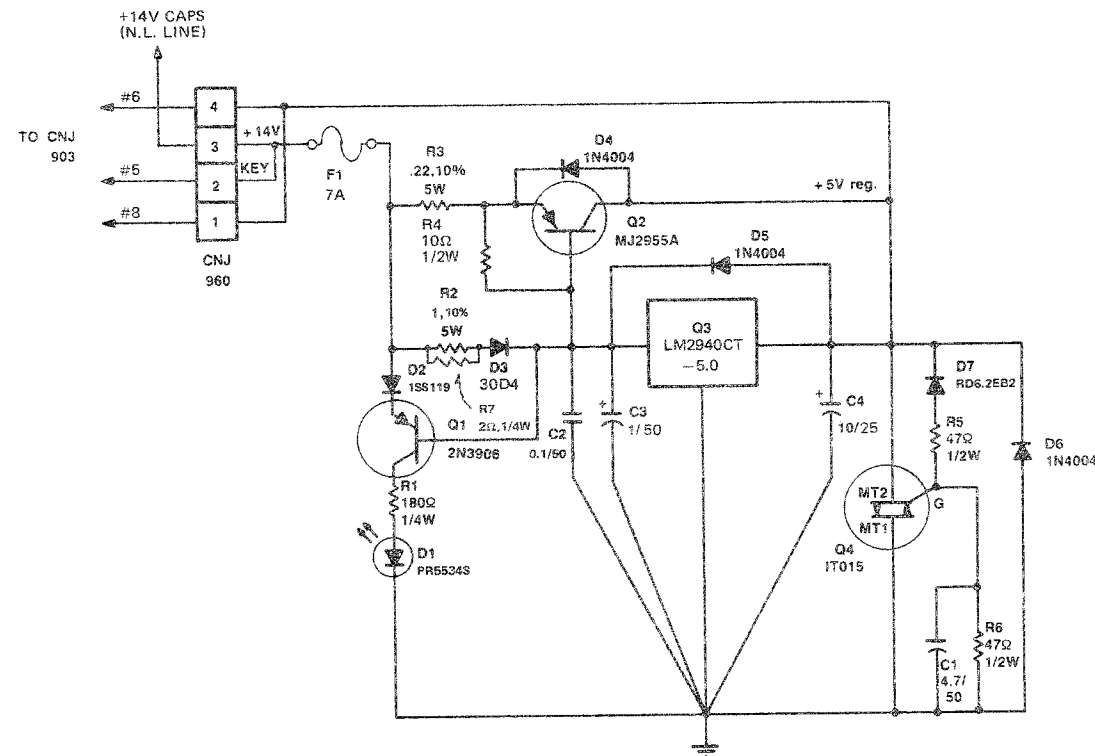 +14V CAPS
(N.L. LINE)
#6
4
TO CNJ
903
3
+14V
#5
KEY
2
#8
1
CNJ
960
F1
7A
R3
.22,10%
5W
R4
10Ω
1/2W
D4
1N4004
Q2
MJ2955A
+5V reg.
D5
1N4004
R2
1,10%
5W
Q3
LM2940CT
-5.0
D2
1SS119
D3
30D4
R7
2Ω,1/4W
Q1
2N3906
C2
0.1/50
+
C3
1/50
+
C4
10/25
D7
RD6.2EB2
R5
47Ω
1/2W
D6
1N4004
R1
180Ω
1/4W
D1
PR5534S
MT2
MT1
G
Q4
IT015
C1
4.7/
50
R6
47Ω
1/2W